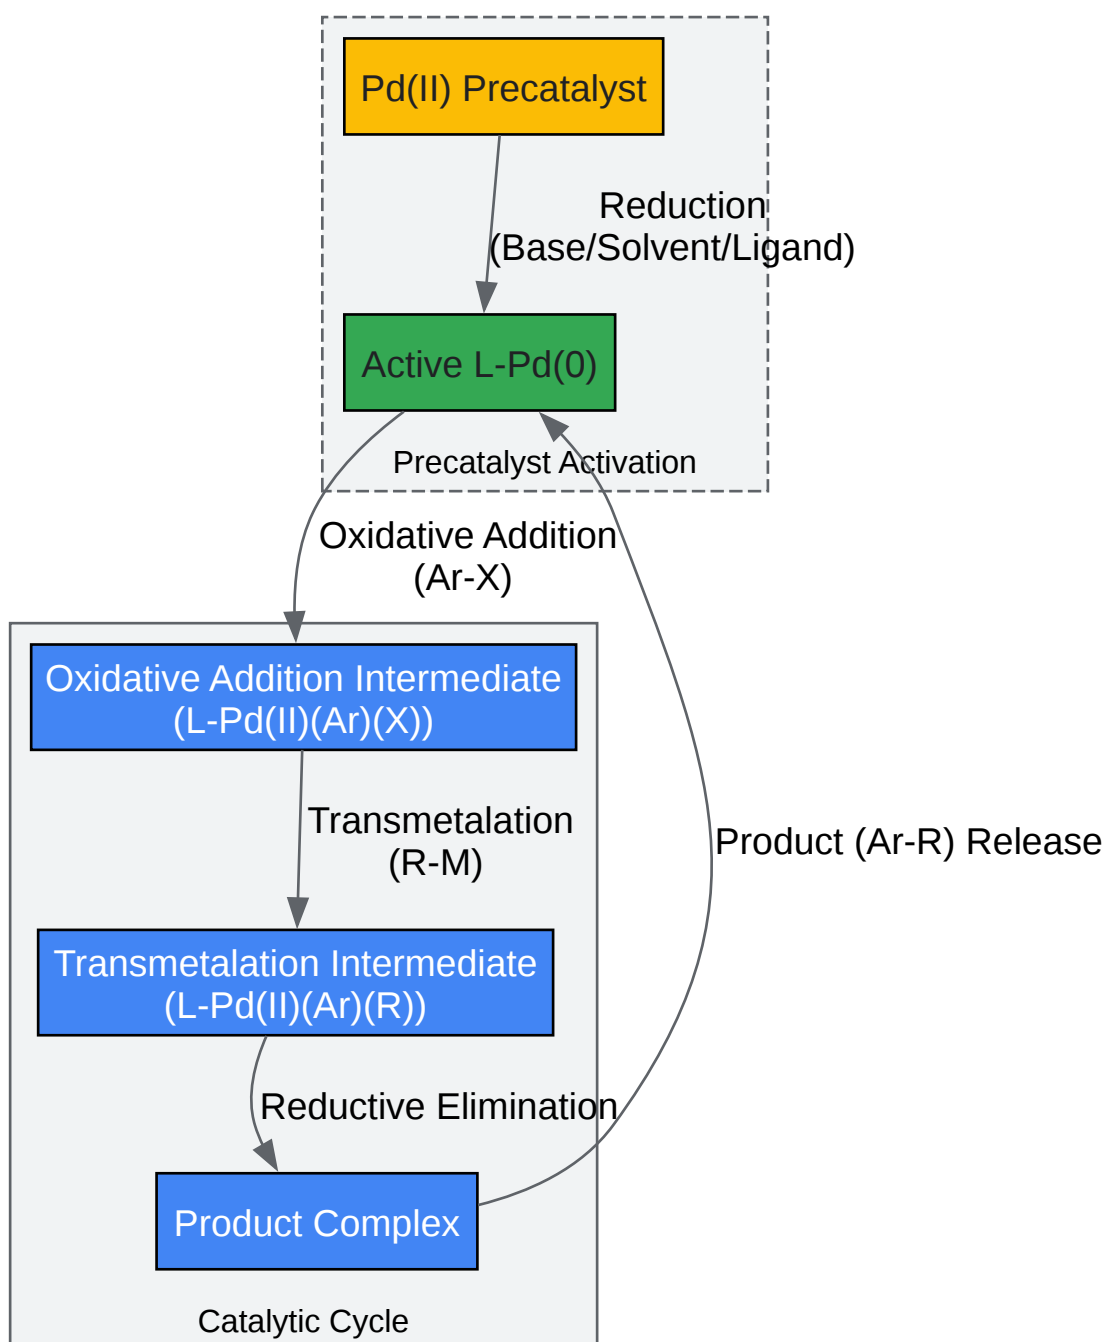 Pd(II) Precatalyst
Reduction
(Base/Solvent/Ligand)
Active L-Pd(0)
Precatalyst Activation
Oxidative Addition
(Ar-X)
Oxidative Addition Intermediate
(L-Pd(II)(Ar)(X))
Transmetalation
(R-M)
Product (Ar-R) Release
Transmetalation Intermediate
(L-Pd(II)(Ar)(R))
Reductive Elimination
Product Complex
Catalytic Cycle